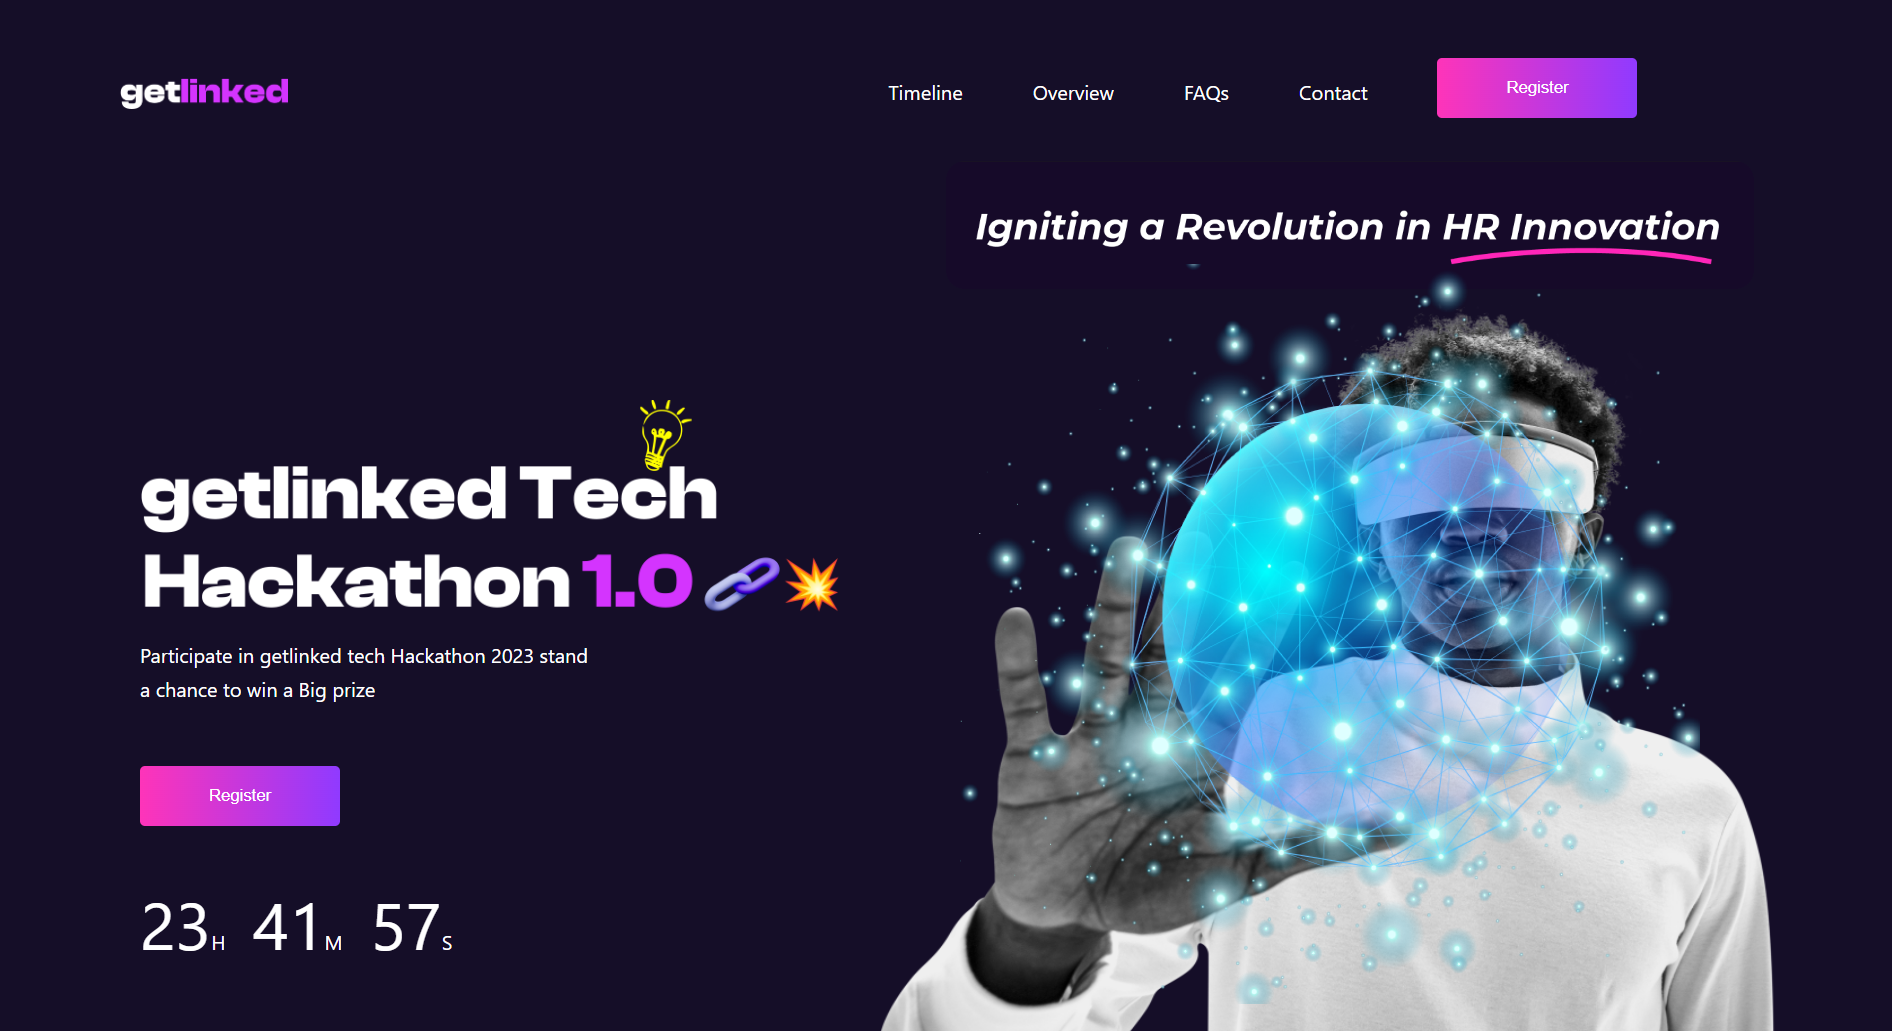 getlinked
Timeline Overview FAQs Contact Register
Igniting a Revolution in HR Innovation
getlinked Tech
Hackathon 1.0 🔗💥
Participate in getlinked tech Hackathon 2023 stand
a chance to win a Big prize
Register
23H 41M 57S